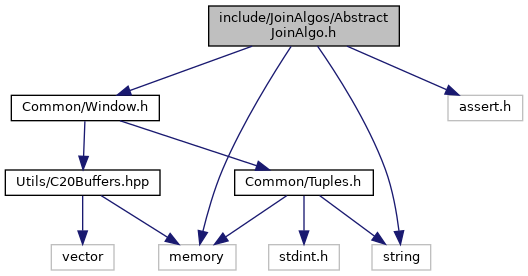 include/JoinAlgos/Abstract
JoinAlgo.h
Common/Window.h
assert.h
Utils/C20Buffers.hpp
Common/Tuples.h
vector
memory
stdint.h
string